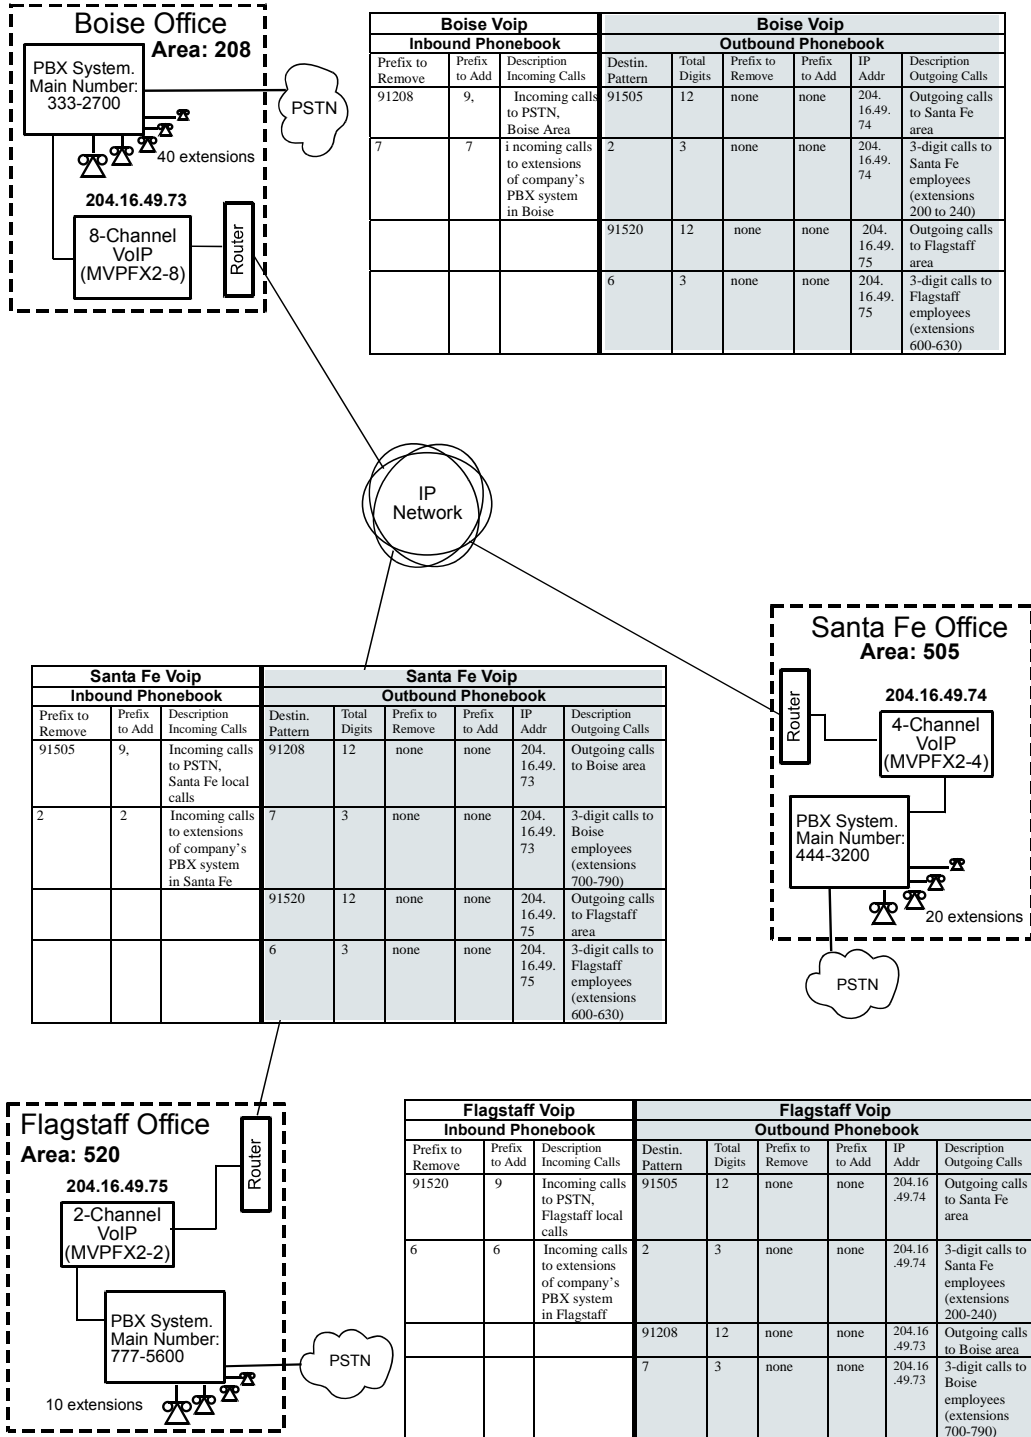 Boise Office
Area: 208
PBX System.
Main Number:
333-2700
PSTN
40 extensions
204.16.49.73
8-Channel
VoIP
(MVPFX2-8)
Router
Boise Voip
Boise Voip
Inbound Phonebook
Outbound Phonebook
Prefix to Remove
Prefix to Add
Description Incoming Calls
Destin. Pattern
Total Digits
Prefix to Remove
Prefix to Add
IP Addr
Description Outgoing Calls
91208
9,
Incoming calls
to PSTN,
Boise Area
91505
12
none
none
204.
16.49.
74
Outgoing calls
to Santa Fe
area
7
7
i ncoming calls
to extensions
of company's
PBX system
in Boise
2
3
none
none
204.
16.49.
74
3-digit calls to
Santa Fe
employees
(extensions
200 to 240)
91520
12
none
none
204.
16.49.
75
Outgoing calls
to Flagstaff
area
6
3
none
none
204.
16.49.
75
3-digit calls to
Flagstaff
employees
(extensions
600-630)
IP
Network
Santa Fe Office
Area: 505
Router
204.16.49.74
4-Channel
VoIP
(MVPFX2-4)
PBX System.
Main Number:
444-3200
20 extensions
PSTN
Santa Fe Voip
Santa Fe Voip
Inbound Phonebook
Outbound Phonebook
Prefix to Remove
Prefix to Add
Description Incoming Calls
Destin. Pattern
Total Digits
Prefix to Remove
Prefix to Add
IP Addr
Description Outgoing Calls
91505
9,
Incoming calls
to PSTN,
Santa Fe local
calls
91208
12
none
none
204.
16.49.
73
Outgoing calls
to Boise area
2
2
Incoming calls
to extensions
of company's
PBX system
in Santa Fe
7
3
none
none
204.
16.49.
73
3-digit calls to
Boise
employees
(extensions
700-790)
91520
12
none
none
204.
16.49.
75
Outgoing calls
to Flagstaff
area
6
3
none
none
204.
16.49.
75
3-digit calls to
Flagstaff
employees
(extensions
600-630)
Flagstaff Office
Area: 520
Router
204.16.49.75
2-Channel
VoIP
(MVPFX2-2)
PBX System.
Main Number:
777-5600
10 extensions
PSTN
Flagstaff Voip
Flagstaff Voip
Inbound Phonebook
Outbound Phonebook
Prefix to Remove
Prefix to Add
Description Incoming Calls
Destin. Pattern
Total Digits
Prefix to Remove
Prefix to Add
IP Addr
Description Outgoing Calls
91520
9
Incoming calls
to PSTN,
Flagstaff local
calls
91505
12
none
none
204.16
.49.74
Outgoing calls
to Santa Fe
area
6
6
Incoming calls
to extensions
of company's
PBX system
in Flagstaff
2
3
none
none
204.16
.49.74
3-digit calls to
Santa Fe
employees
(extensions
200-240)
91208
12
none
none
204.16
.49.73
Outgoing calls
to Boise area
7
3
none
none
204.16
.49.73
3-digit calls to
Boise
employees
(extensions
700-790)